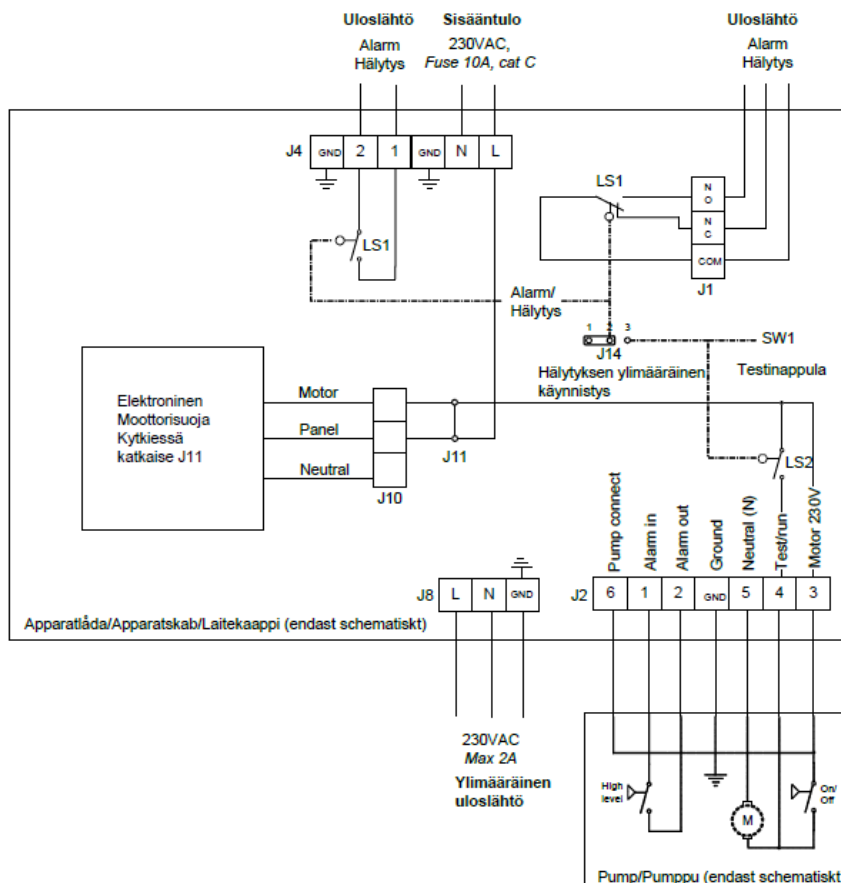 Uloslähtö
Alarm
Hälytys
Sisääntulo
230VAC,
Fuse 10A, cat C
Uloslähtö
Alarm
Hälytys
J4
GND
2
1
GND
N
L
LS1
LS1
NO
NC
COM
J1
Alarm/
Hälytys
1
2
3
J14
SW1
Hälytyksen ylimääräinen
käynnistys
Testinappula
Elektroninen
Moottorisuoja
Kytkiessä
katkaise J11
Motor
Panel
Neutral
J10
J11
LS2
Pump connect
Alarm in
Alarm out
Ground
Neutral (N)
Test/run
Motor 230V
J8
L
N
GND
J2
6
1
2
GND
5
4
3
Apparatlåda/Apparatskab/Laitekaappi (endast schematiskt)
230VAC
Max 2A
Ylimääräinen
uloslähtö
High
level
M
On/
Off
Pump/Pumppu (endast schematiskt